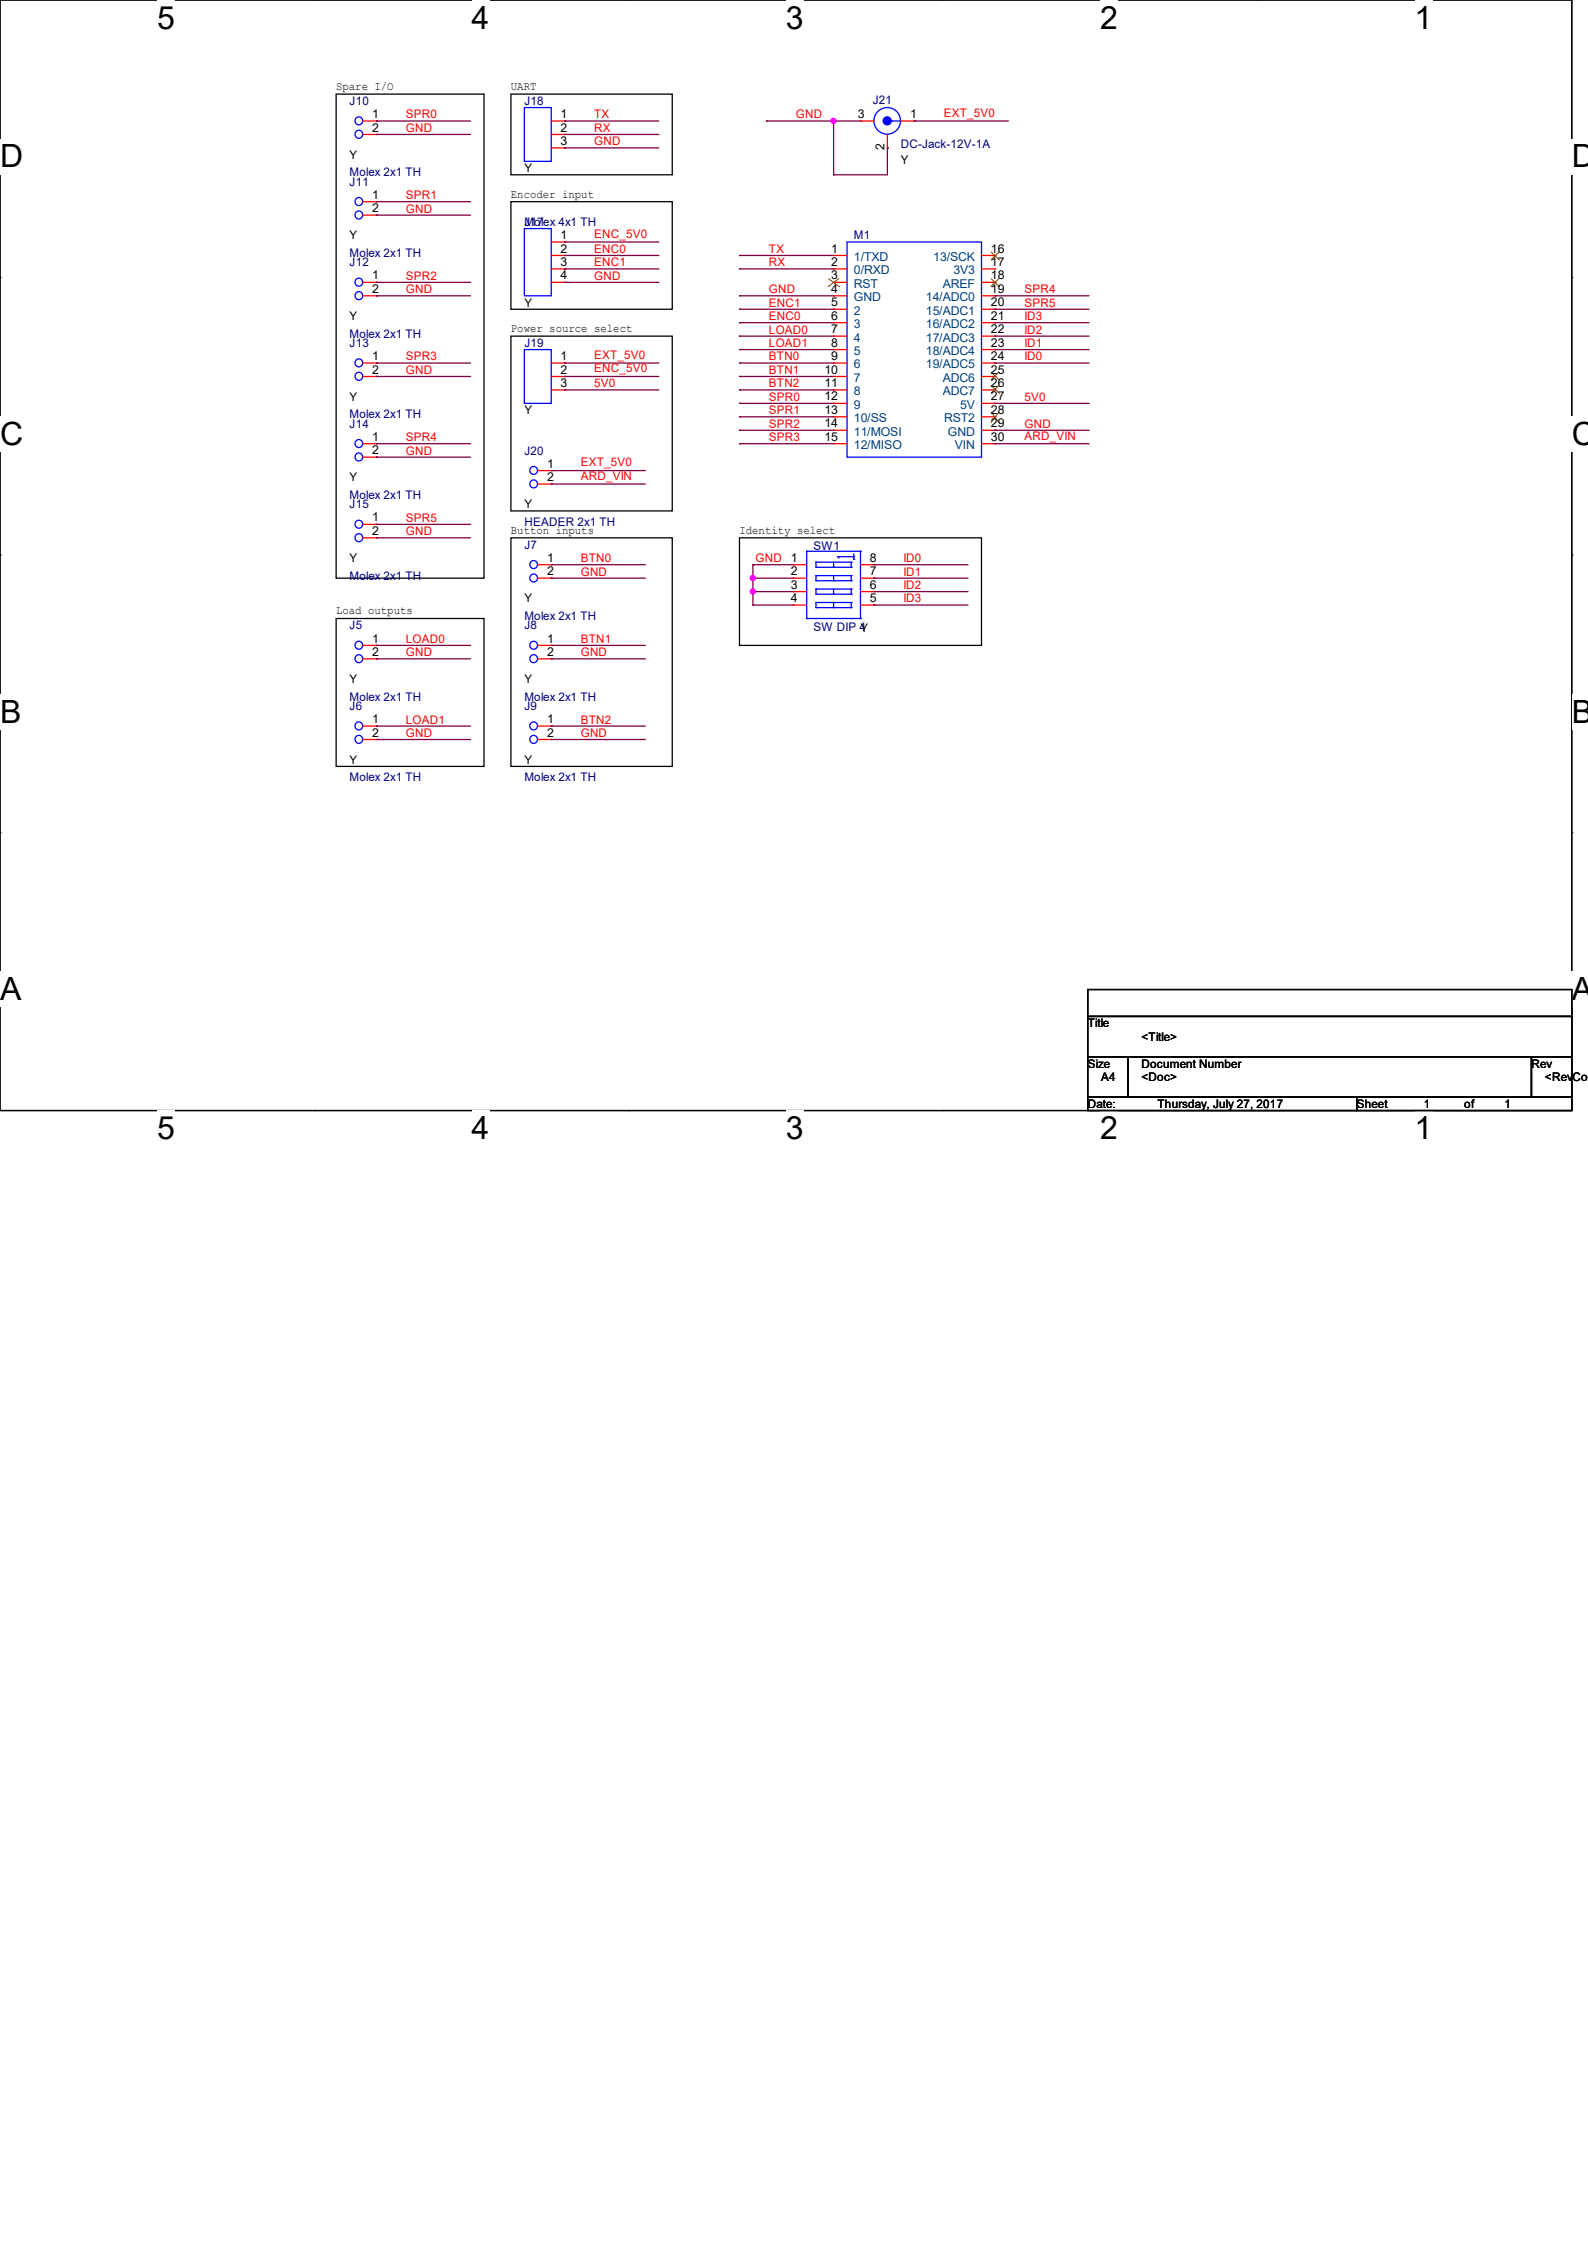 5 4 3 2 1
D D
C C
B B
A A
Spare I/O
J10
1 SPR0
2 GND
Y
Molex 2x1 TH
J11
1 SPR1
2 GND
Y
Molex 2x1 TH
J12
1 SPR2
2 GND
Y
Molex 2x1 TH
J13
1 SPR3
2 GND
Y
Molex 2x1 TH
J14
1 SPR4
2 GND
Y
Molex 2x1 TH
J15
1 SPR5
2 GND
Y
Molex 2x1 TH
Load outputs
J5
1 LOAD0
2 GND
Y
Molex 2x1 TH
J6
1 LOAD1
2 GND
Y
Molex 2x1 TH
UART
J18
1 TX
2 RX
3 GND
Y
Encoder input
J17
Molex 4x1 TH
1 ENC_5V0
2 ENC0
3 ENC1
4 GND
Y
Power source select
J19
1 EXT_5V0
2 ENC_5V0
3 5V0
Y
J20
1 EXT_5V0
2 ARD_VIN
Y
HEADER 2x1 TH
Button inputs
J7
1 BTN0
2 GND
Y
Molex 2x1 TH
J8
1 BTN1
2 GND
Y
Molex 2x1 TH
J9
1 BTN2
2 GND
Y
Molex 2x1 TH
J21
GND 3 1 EXT_5V0
2
DC-Jack-12V-1A
Y
M1
TX 1 1/TXD 13/SCK 16
RX 2 0/RXD 3V3 17
3 RST AREF 18
GND 4 GND 14/ADC0 19 SPR4
ENC1 5 2 15/ADC1 20 SPR5
ENC0 6 3 16/ADC2 21 ID3
LOAD0 7 4 17/ADC3 22 ID2
LOAD1 8 5 18/ADC4 23 ID1
BTN0 9 6 19/ADC5 24 ID0
BTN1 10 7 ADC6 25
BTN2 11 8 ADC7 26
SPR0 12 9 5V 27 5V0
SPR1 13 10/SS RST2 28
SPR2 14 11/MOSI GND 29 GND
SPR3 15 12/MISO VIN 30 ARD_VIN
Identity select
SW1
GND 1 1 8 ID0
2 7 ID1
3 6 ID2
4 5 ID3
SW DIP 4
Y
Title
<Title>
Size Document Number Rev
A4 <Doc> <RevCo
Date: Thursday, July 27, 2017 Sheet 1 of 1
5 4 3 2 1